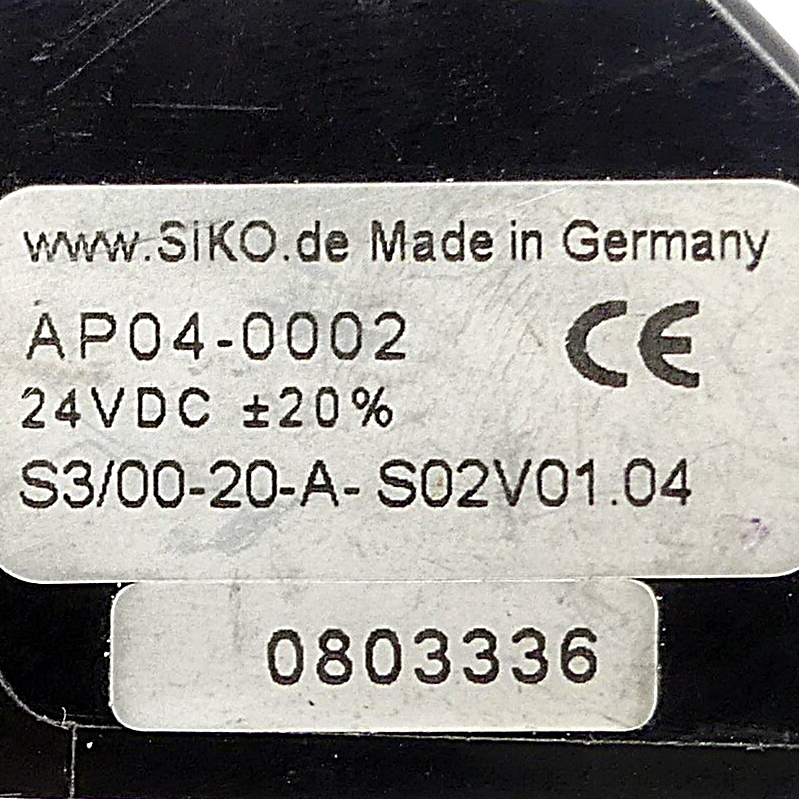 www.SiKO.de Made in Germany
AP04-0002
CE
24VDC ±20%
S3/00-20-A- S02V01.04
0803336